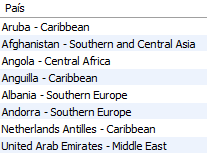 País
Aruba - Caribbean
Afghanistan - Southern and Central Asia
Angola - Central Africa
Anguilla - Caribbean
Albania - Southern Europe
Andorra - Southern Europe
Netherlands Antilles - Caribbean
United Arab Emirates - Middle East